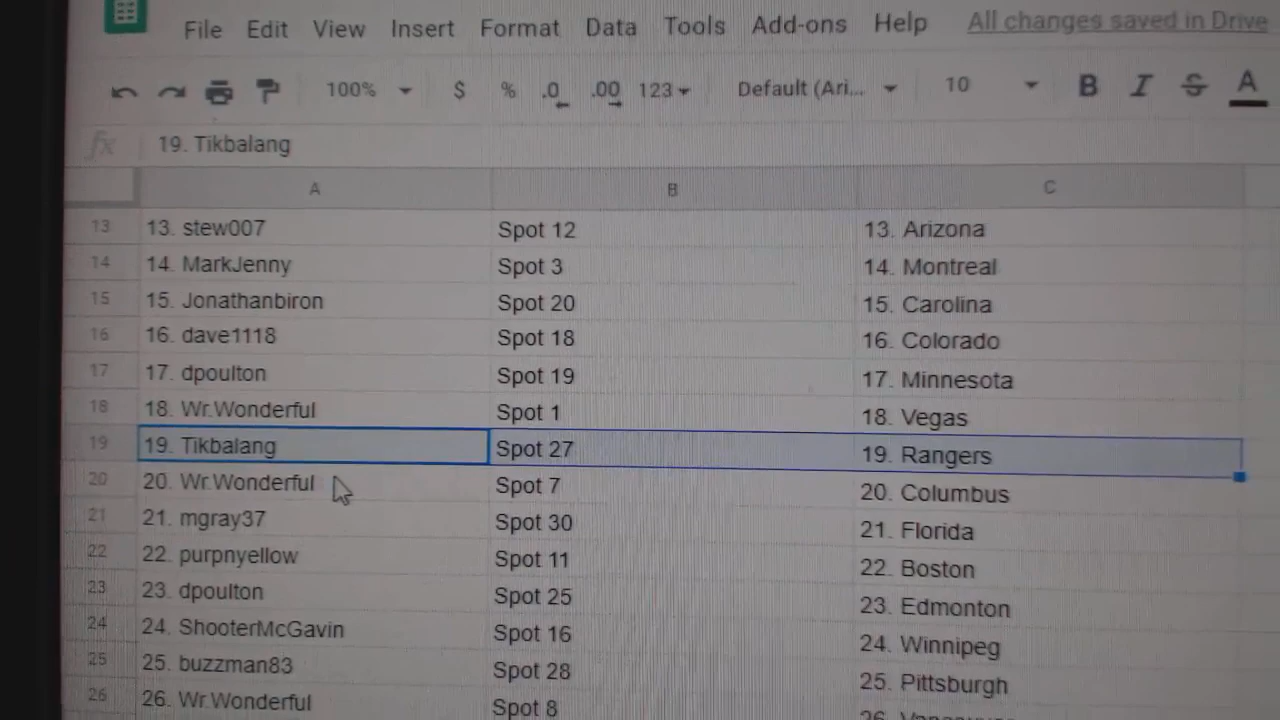 File Edit View Insert Format Data Tools Add-ons Help All changes saved in Drive
100% $ % .0 .00 123 Default (Ari... 10 B I S A
fx 19. Tikbalang
A B C
13 13. stew007 Spot 12 13. Arizona
14 14. MarkJenny Spot 3 14. Montreal
15 15. Jonathanbiron Spot 20 15. Carolina
16 16. dave1118 Spot 18 16. Colorado
17 17. dpoulton Spot 19 17. Minnesota
18 18. Wr.Wonderful Spot 1 18. Vegas
19 19. Tikbalang Spot 27 19. Rangers
20 20. Wr.Wonderful Spot 7 20. Columbus
21 21. mgray37 Spot 30 21. Florida
22 22. purpnyellow Spot 11 22. Boston
23 23. dpoulton Spot 25 23. Edmonton
24 24. ShooterMcGavin Spot 16 24. Winnipeg
25 25. buzzman83 Spot 28 25. Pittsburgh
26 26. Wr.Wonderful Spot 8 26.